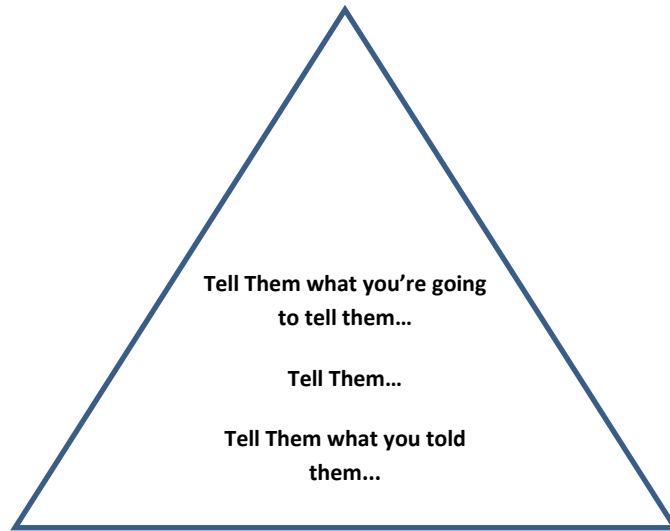 Tell Them what you’re going
to tell them…
Tell Them…
Tell Them what you told
them...